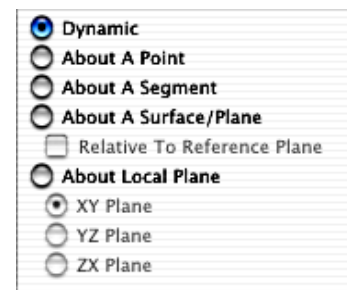 Dynamic
About A Point
About A Segment
About A Surface/Plane
Relative To Reference Plane
About Local Plane
XY Plane
YZ Plane
ZX Plane